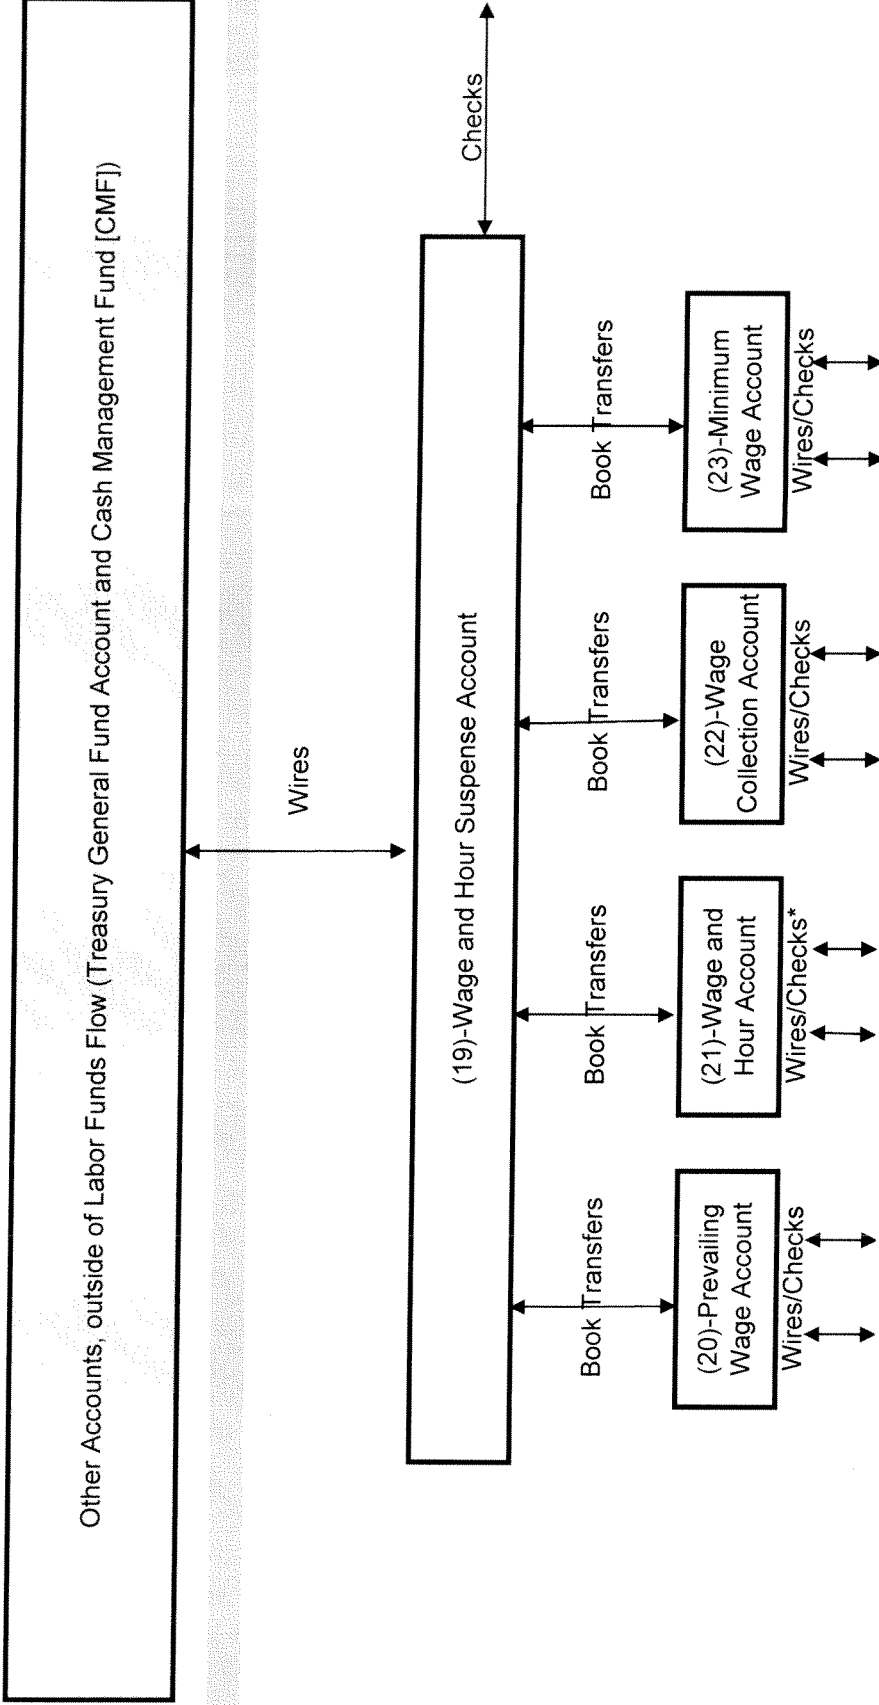 Other Accounts, outside of Labor Funds Flow (Treasury General Fund Account and Cash Management Fund [CMF])
Wires
(19)-Wage and Hour Suspense Account
Checks
Book Transfers
Book Transfers
Book Transfers
Book Transfers
(20)-Prevailing
Wage Account
Wires/Checks
(21)-Wage and
Hour Account
Wires/Checks*
(22)-Wage
Collection Account
Wires/Checks
(23)-Minimum
Wage Account
Wires/Checks